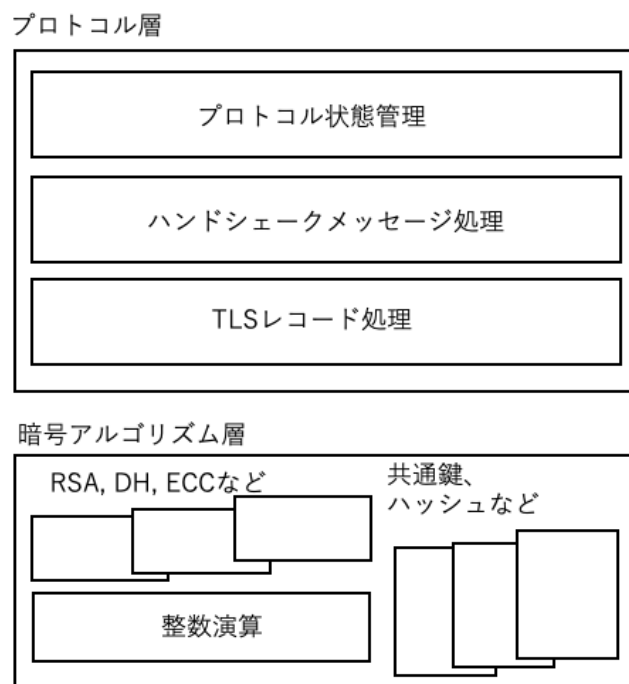 プロトコル層
プロトコル状態管理
ハンドシェークメッセージ処理
TLSレコード処理
暗号アルゴリズム層
RSA, DH, ECCなど
共通鍵、
ハッシュなど
整数演算